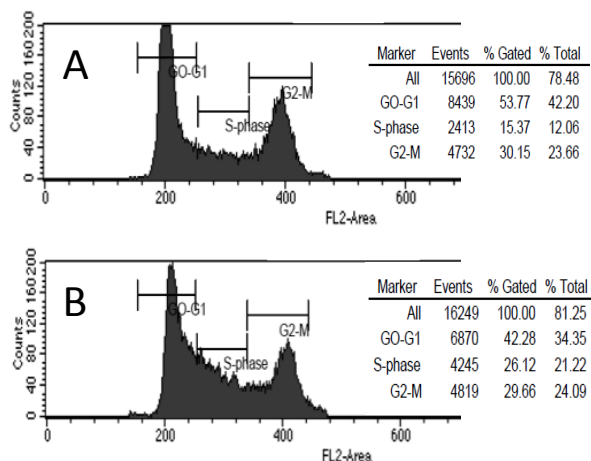 A
Counts
0 40 80 120 160 200
GO-G1
S-phase
G2-M
0 200 400 600
FL2-Area
Marker Events % Gated % Total
All 15696 100.00 78.48
GO-G1 8439 53.77 42.20
S-phase 2413 15.37 12.06
G2-M 4732 30.15 23.66
B
Counts
0 40 80 120 160 200
GO-G1
S-phase
G2-M
0 200 400 600
FL2-Area
Marker Events % Gated % Total
All 16249 100.00 81.25
GO-G1 6870 42.28 34.35
S-phase 4245 26.12 21.22
G2-M 4819 29.66 24.09